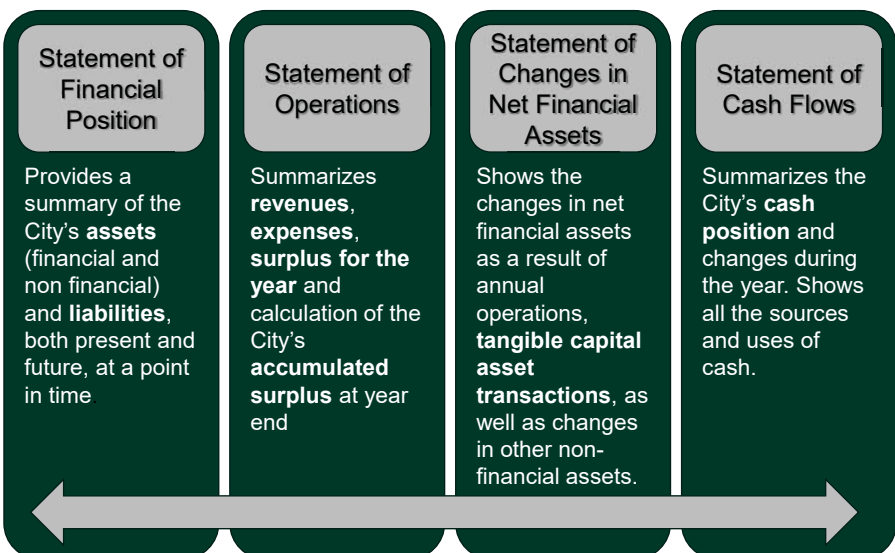 Statement of
Financial
Position
Provides a
summary of the
City's assets
(financial and
non financial)
and liabilities,
both present and
future, at a point
in time
Statement of
Operations
Summarizes
revenues,
expenses,
surplus for the
year and
calculation of the
City's
accumulated
surplus at year
end
Statement of
Changes in
Net Financial
Assets
Shows the
changes in net
financial assets
as a result of
annual
operations,
tangible capital
asset
transactions, as
well as changes
in other non-
financial assets.
Statement of
Cash Flows
Summarizes the
City's cash
position and
changes during
the year. Shows
all the sources
and uses of
cash.